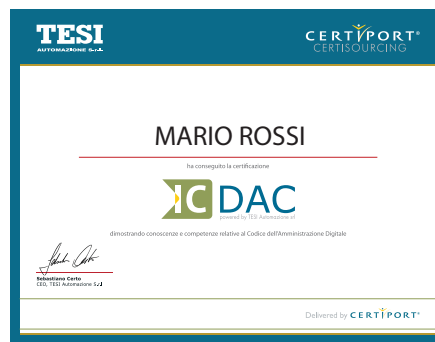 TESI
AUTOMAZIONE S.r.l.
CERTIPORT®
CERTISOURCING
MARIO ROSSI
ha conseguito la certificazione
IC DAC
powered by TESI Automazione srl
dimostrando conoscenze e competenze relative al Codice dell'Amministrazione Digitale
Sebastiano Certo
CEO, TESI Automazione S.r.l
Delivered by CERTIPORT®